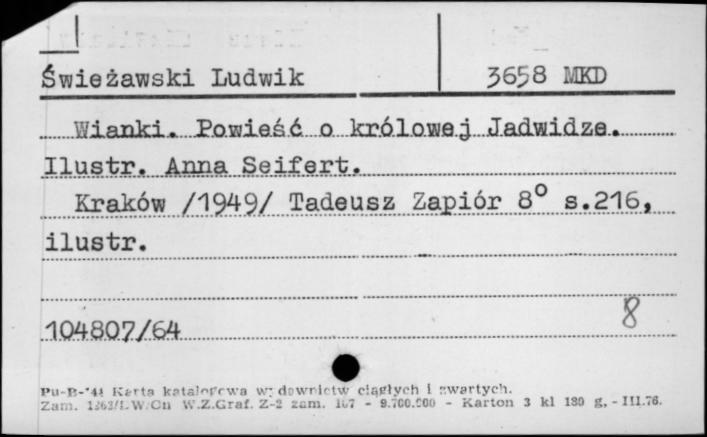 Świeżawski Ludwik 3658 MKD
Wianki. Powieść o królowej Jadwidze.
Ilustr. Anna Seifert.
Kraków /1949/ Tadeusz Zapiór 8° s.216,
ilustr.
8
104807/64
Pu-B-44 Karta katalogowa wydawnictw ciągłych i zwartych.
Zam. W.Z.Graf. Z-2 zam. 167 - 9.700.000 - Karton 3 kl 180 g. - III.76.